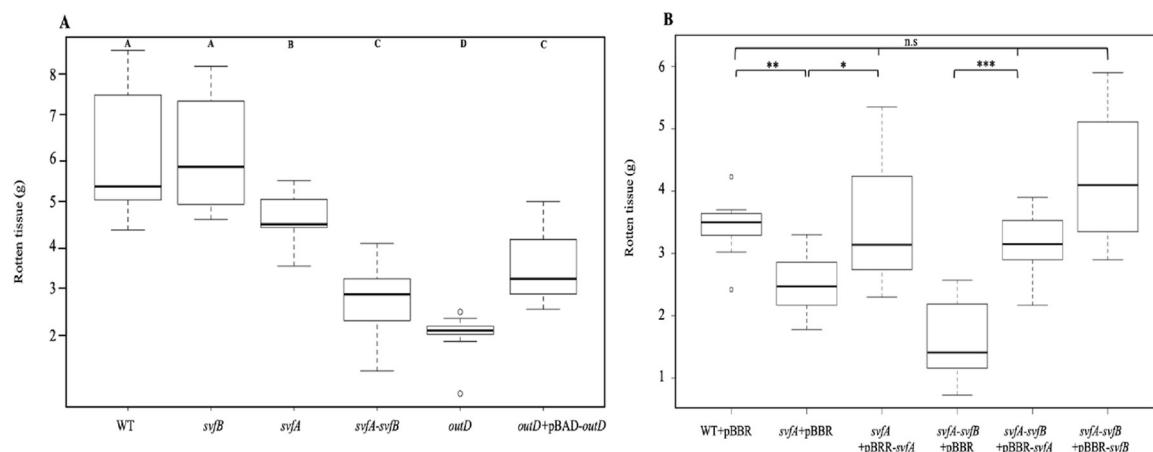 A
A A B C D C
8
7
6
5
4
3
2
Rotten tissue (g)
WT svfB svfA svfA-svfB outD outD+pBAD-outD
B
n.s
** * ***
6
5
4
3
2
1
Rotten tissue (g)
WT+pBBR svfA+pBBR svfA svfA-svfB svfA-svfB svfA-svfB
+pBRR-svfA +pBBR +pBBR-svfA +pBBR-svfB